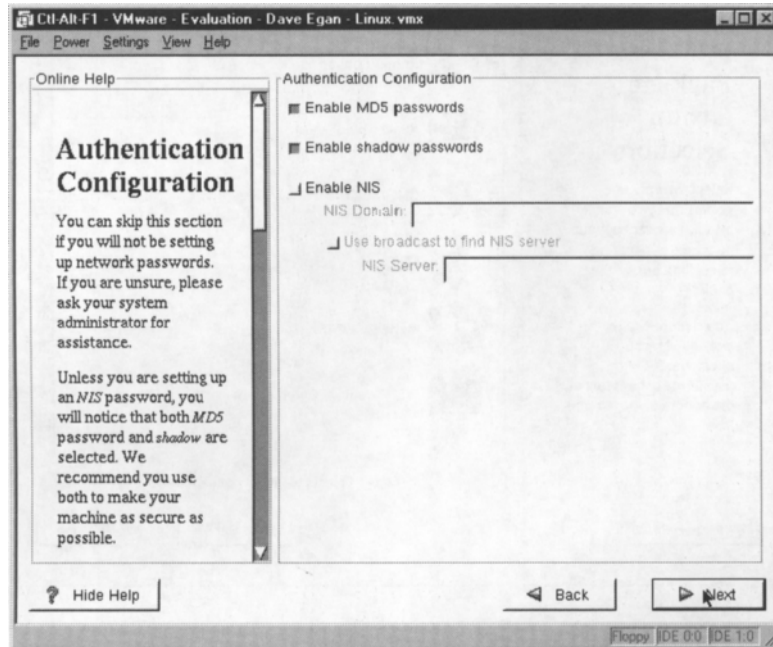 Ctl-Alt-F1 - VMware - Evaluation - Dave Egan - Linux.vmx
File Power Settings View Help
Online Help
Authentication
Configuration
You can skip this section
if you will not be setting
up network passwords.
If you are unsure, please
ask your system
administrator for
assistance.
Unless you are setting up
an NIS password, you
will notice that both MD5
password and shadow are
selected. We
recommend you use
both to make your
machine as secure as
possible.
Authentication Configuration
Enable MD5 passwords
Enable shadow passwords
Enable NIS
NIS Domain:
Use broadcast to find NIS server
NIS Server:
? Hide Help
Back
Next
Floppy IDE 0:0 IDE 1:0